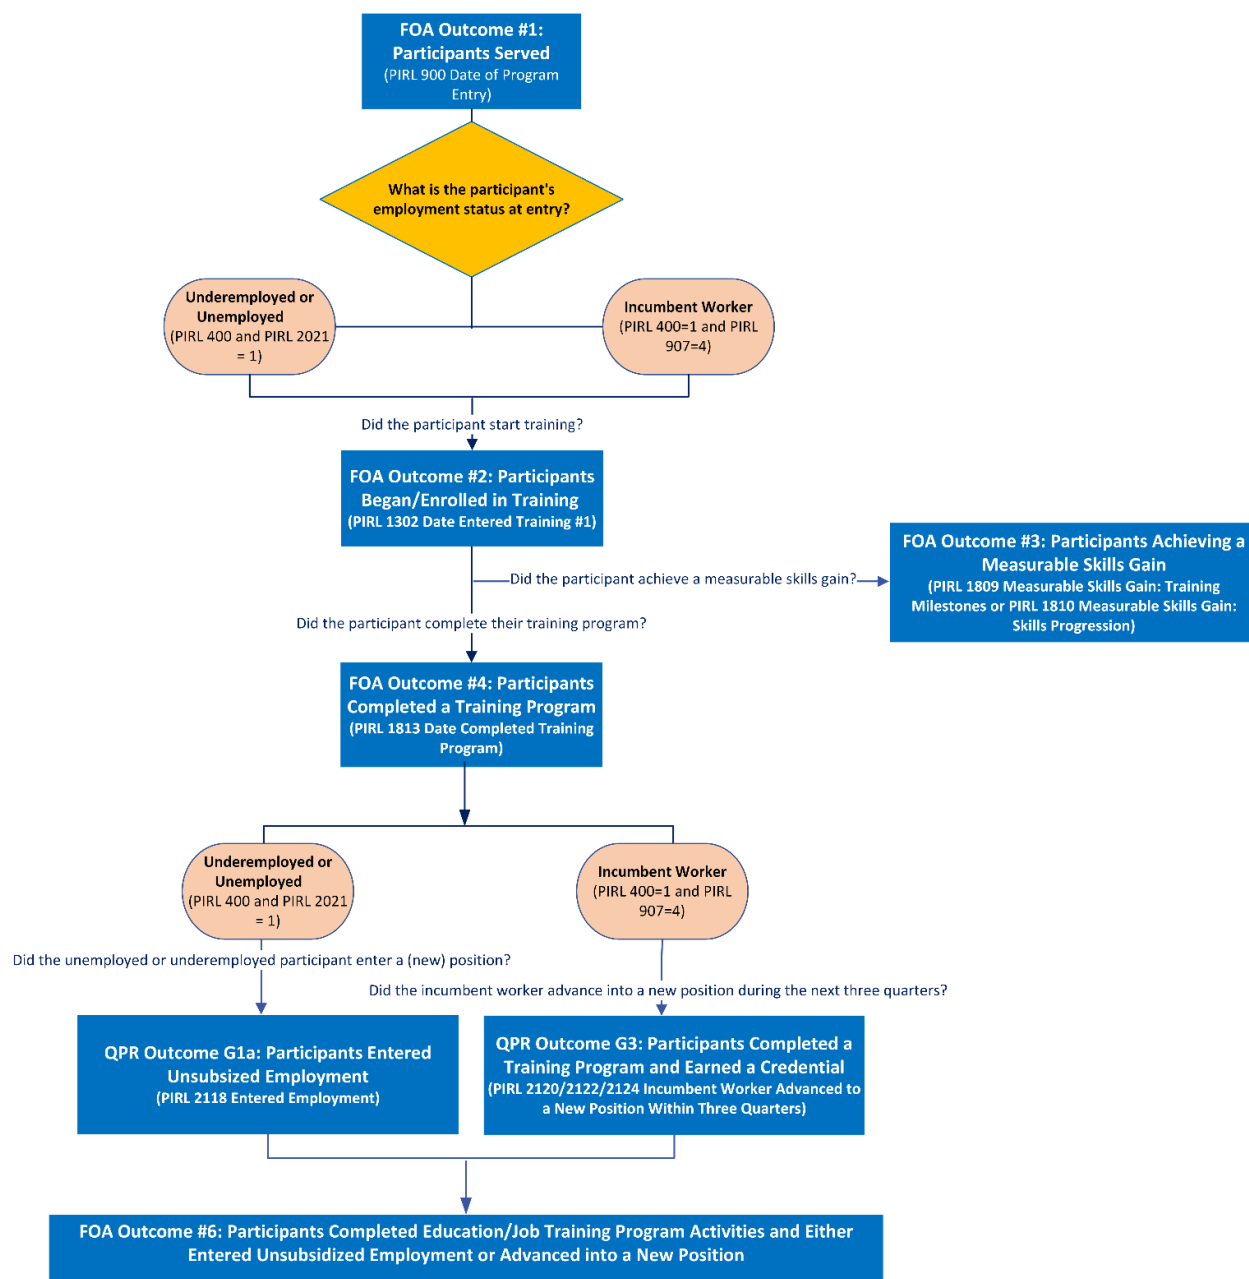 FOA Outcome #1:
Participants Served
(PIRL 900 Date of Program
Entry)
What is the participant's
employment status at entry?
Underemployed or
Unemployed
(PIRL 400 and PIRL 2021
= 1)
Incumbent Worker
(PIRL 400=1 and PIRL
907=4)
Did the participant start training?
FOA Outcome #2: Participants
Began/Enrolled in Training
(PIRL 1302 Date Entered Training #1)
Did the participant achieve a measurable skills gain?
FOA Outcome #3: Participants Achieving a
Measurable Skills Gain
(PIRL 1809 Measurable Skills Gain: Training
Milestones or PIRL 1810 Measurable Skills Gain:
Skills Progression)
Did the participant complete their training program?
FOA Outcome #4: Participants
Completed a Training Program
(PIRL 1813 Date Completed Training
Program)
Underemployed or
Unemployed
(PIRL 400 and PIRL 2021
= 1)
Incumbent Worker
(PIRL 400=1 and PIRL
907=4)
Did the unemployed or underemployed participant enter a (new) position?
Did the incumbent worker advance into a new position during the next three quarters?
QPR Outcome G1a: Participants Entered
Unsubsized Employment
(PIRL 2118 Entered Employment)
QPR Outcome G3: Participants Completed a
Training Program and Earned a Credential
(PIRL 2120/2122/2124 Incumbent Worker Advanced to
a New Position Within Three Quarters)
FOA Outcome #6: Participants Completed Education/Job Training Program Activities and Either
Entered Unsubsidized Employment or Advanced into a New Position